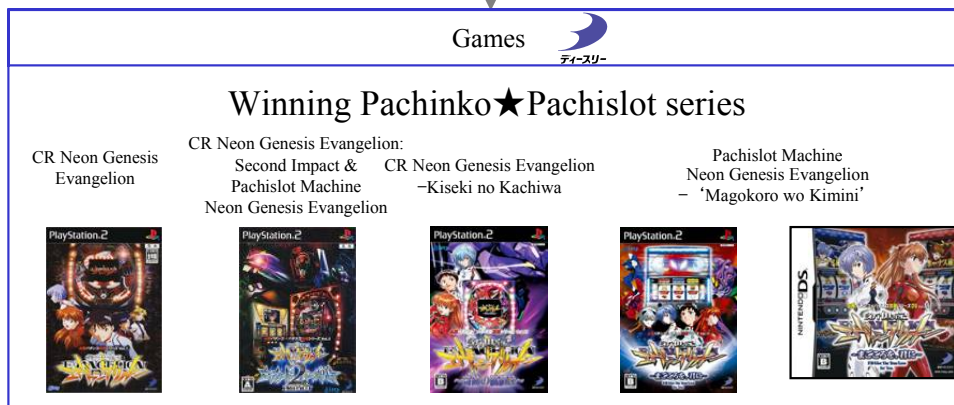 Games
ディースリー
Winning Pachinko★Pachislot series
CR Neon Genesis
Evangelion
CR Neon Genesis Evangelion:
Second Impact &
Pachislot Machine
Neon Genesis Evangelion
CR Neon Genesis Evangelion
−Kiseki no Kachiwa
Pachislot Machine
Neon Genesis Evangelion
− ‘Magokoro wo Kimini’
PlayStation.2
PlayStation.2
PlayStation.2
PlayStation.2
NINTENDO DS